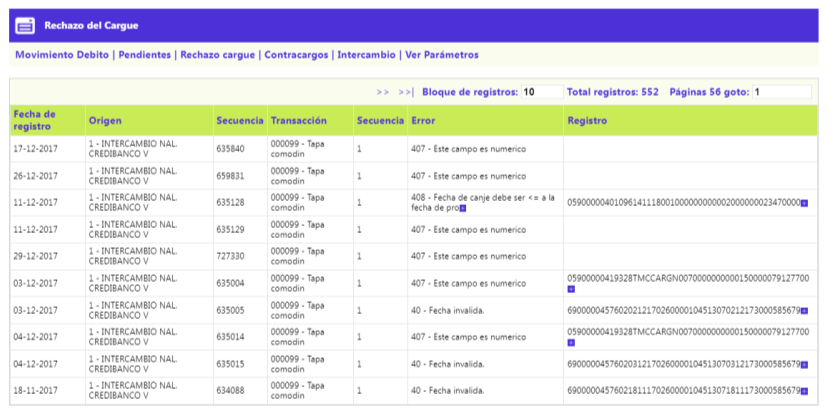 Rechazo del Cargue
Movimiento Debito | Pendientes | Rechazo cargue | Contracargos | Intercambio | Ver Parámetros
>> >>| Bloque de registros: 10 Total registros: 552 Páginas 56 goto: 1
Fecha de registro Origen Secuencia Transacción Secuencia Error Registro
17-12-2017 1 - INTERCAMBIO NAL. CREDIBANCO V 635840 000099 - Tapa comodin 1 407 - Este campo es numerico
26-12-2017 1 - INTERCAMBIO NAL. CREDIBANCO V 659831 000099 - Tapa comodin 1 407 - Este campo es numerico
11-12-2017 1 - INTERCAMBIO NAL. CREDIBANCO V 635128 000099 - Tapa comodin 1 408 - Fecha de canje debe ser <= a la fecha de pro
11-12-2017 1 - INTERCAMBIO NAL. CREDIBANCO V 635129 000099 - Tapa comodin 1 407 - Este campo es numerico
29-12-2017 1 - INTERCAMBIO NAL. CREDIBANCO V 727330 000099 - Tapa comodin 1 407 - Este campo es numerico
03-12-2017 1 - INTERCAMBIO NAL. CREDIBANCO V 635004 000099 - Tapa comodin 1 407 - Este campo es numerico
03-12-2017 1 - INTERCAMBIO NAL. CREDIBANCO V 635005 000099 - Tapa comodin 1 40 - Fecha invalida.
04-12-2017 1 - INTERCAMBIO NAL. CREDIBANCO V 635014 000099 - Tapa comodin 1 407 - Este campo es numerico
04-12-2017 1 - INTERCAMBIO NAL. CREDIBANCO V 635015 000099 - Tapa comodin 1 40 - Fecha invalida.
18-11-2017 1 - INTERCAMBIO NAL. CREDIBANCO V 634088 000099 - Tapa comodin 1 40 - Fecha invalida.